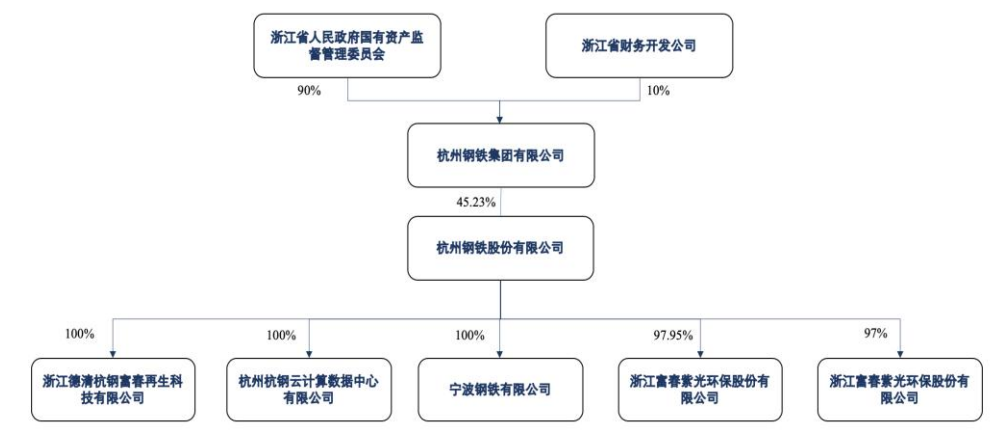 浙江省人民政府国有资产监
督管理委员会
浙江省财务开发公司
90%
10%
杭州钢铁集团有限公司
45.23%
杭州钢铁股份有限公司
100%
100%
100%
97.95%
97%
浙江德清杭钢富春再生科
技有限公司
杭州杭钢云计算数据中心
有限公司
宁波钢铁有限公司
浙江富春紫光环保股份有
限公司
浙江富春紫光环保股份有
限公司